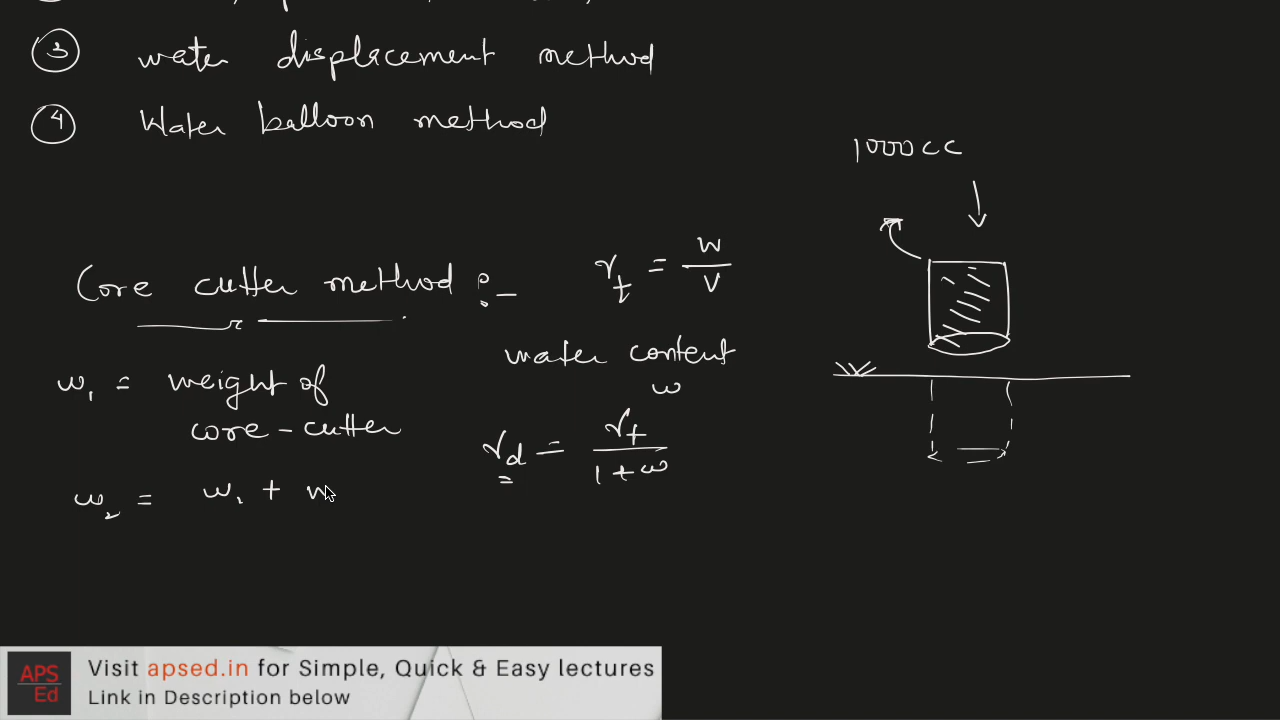 ③ water displacement method
④ Water balloon method
1000 cc
Core cutter method :-
γt = W/V
w1 = weight of
core-cutter
water content
w
γd = γt/1+w
w2 = w1 + w
APS
Ed
Visit apsed.in for Simple, Quick & Easy lectures
Link in Description below